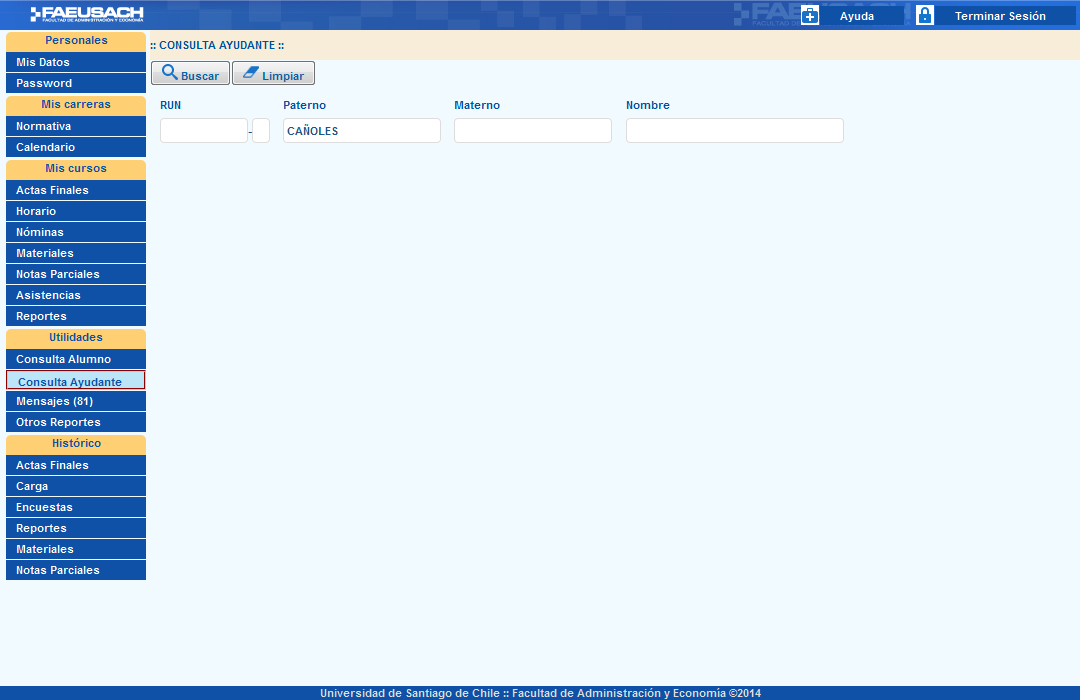 FAEUSACH
FACULTAD DE ADMINISTRACIÓN Y ECONOMÍA
Ayuda
Terminar Sesión
Personales
Mis Datos
Password
Mis carreras
Normativa
Calendario
Mis cursos
Actas Finales
Horario
Nóminas
Materiales
Notas Parciales
Asistencias
Reportes
Utilidades
Consulta Alumno
Consulta Ayudante
Mensajes (81)
Otros Reportes
Histórico
Actas Finales
Carga
Encuestas
Reportes
Materiales
Notas Parciales
:: CONSULTA AYUDANTE ::
Buscar Limpiar
RUN Paterno Materno Nombre
- CAÑOLES
Universidad de Santiago de Chile :: Facultad de Administración y Economía ©2014